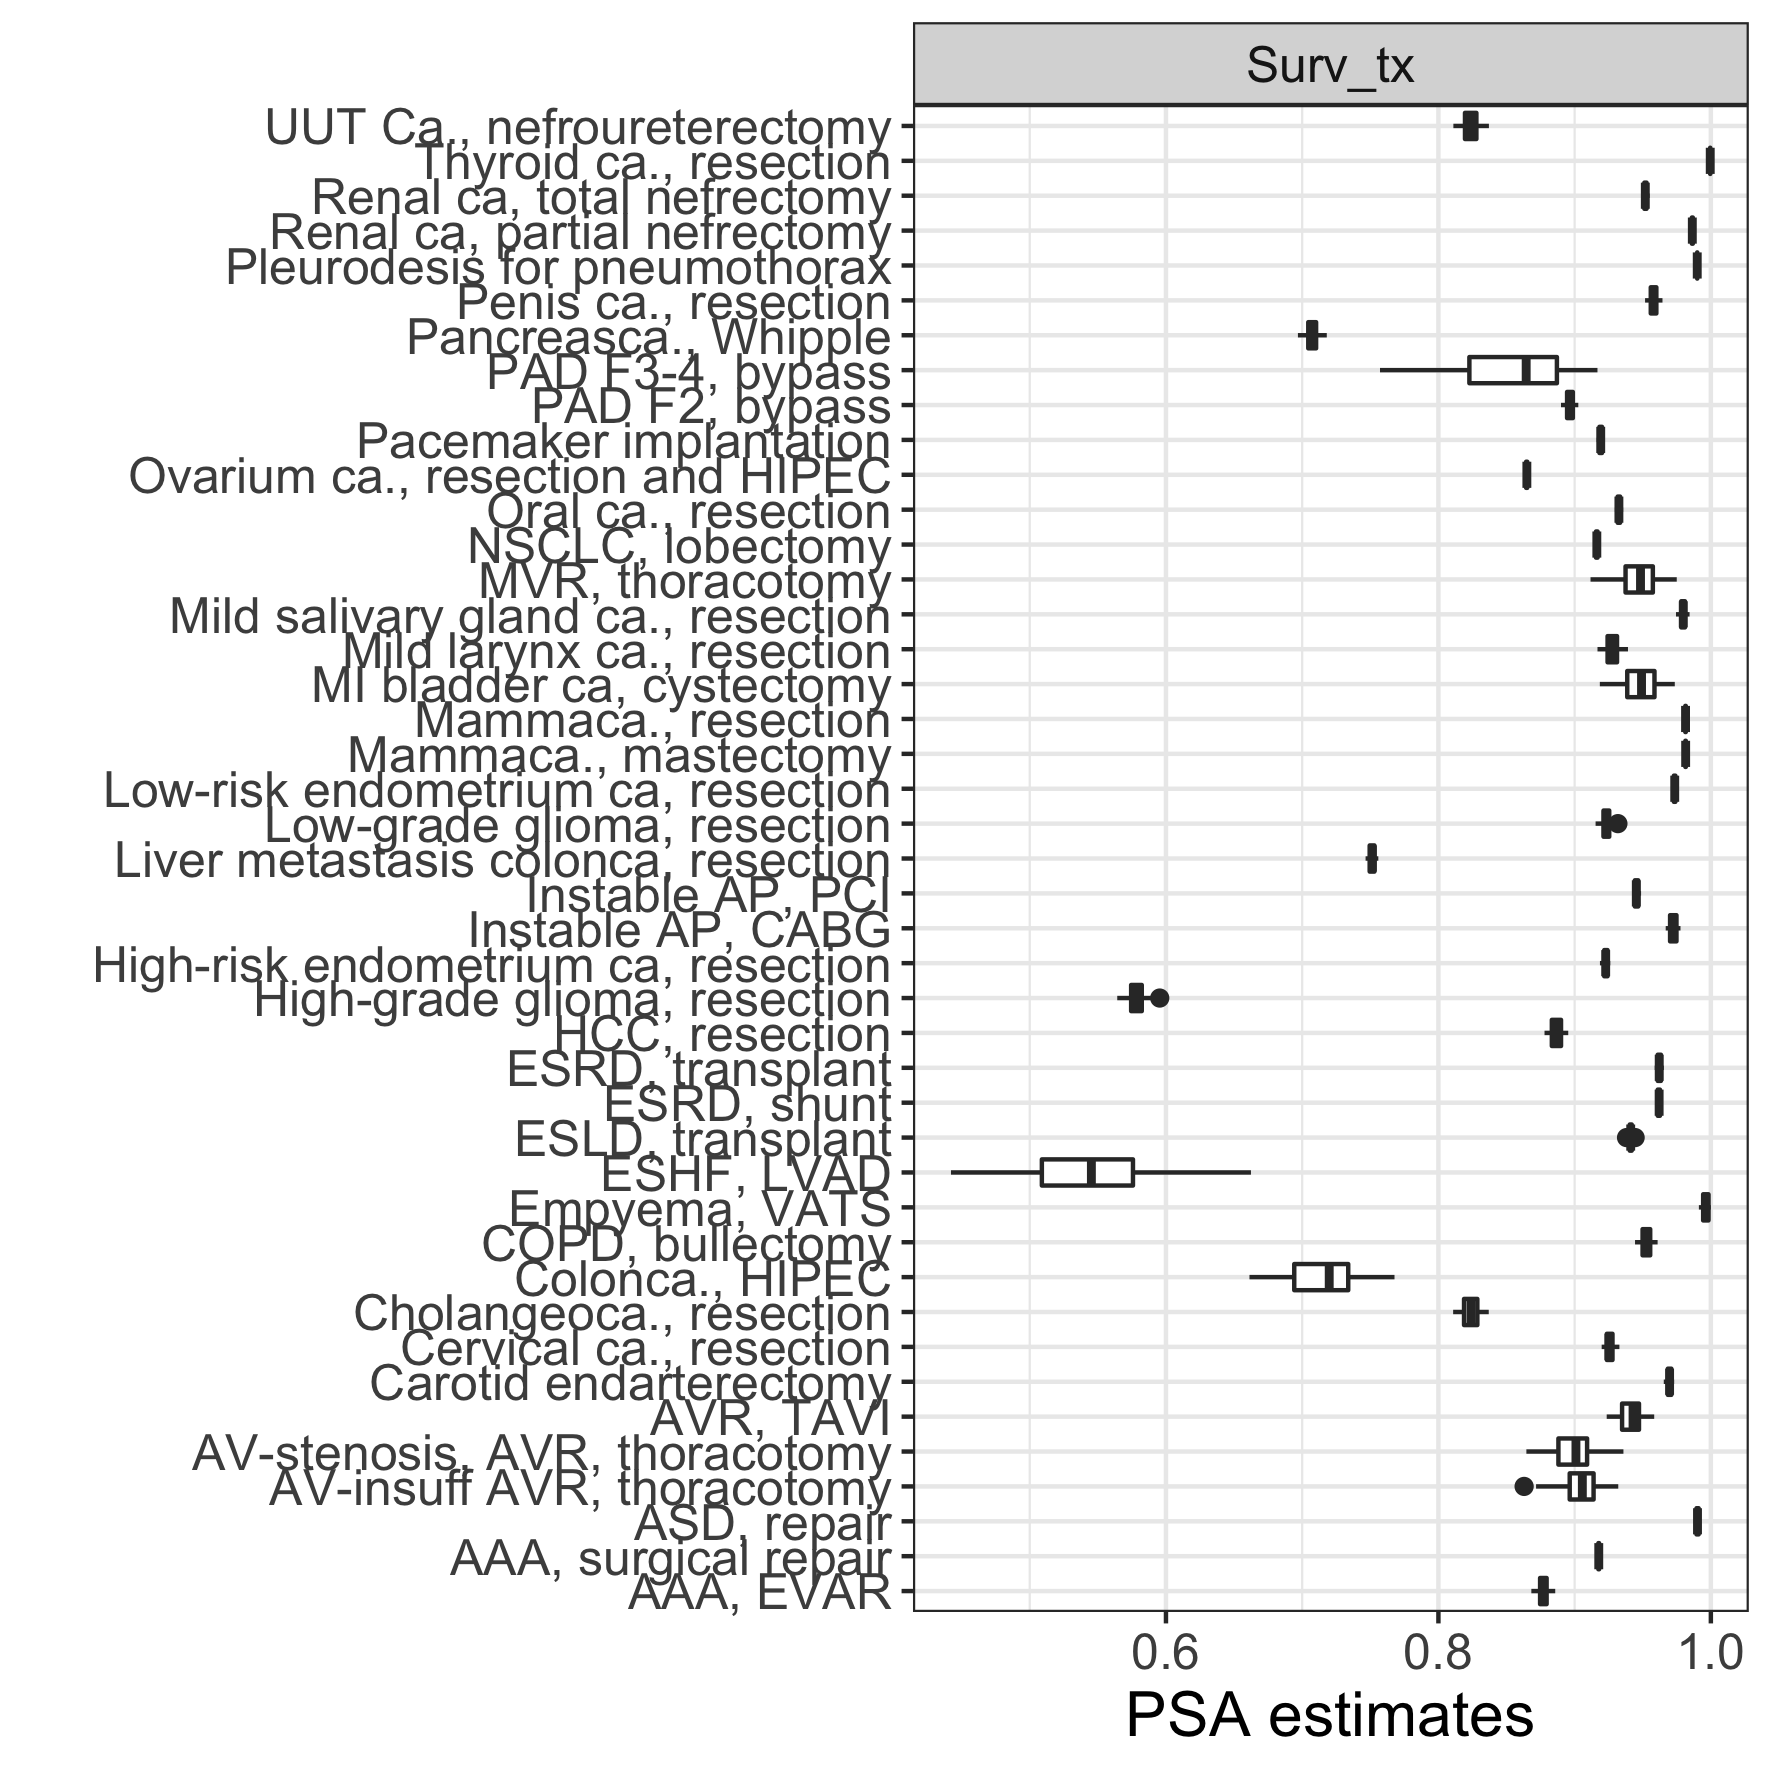 Surv_tx
UUT Ca., nefroureterectomy
Thyroid ca., resection
Renal ca, total nefrectomy
Renal ca, partial nefrectomy
Pleurodesis for pneumothorax
Penis ca., resection
Pancreasca., Whipple
PAD F3-4, bypass
PAD F2, bypass
Pacemaker implantation
Ovarium ca., resection and HIPEC
Oral ca., resection
NSCLC, lobectomy
MVR, thoracotomy
Mild salivary gland ca., resection
Mild larynx ca., resection
MI bladder ca, cystectomy
Mammaca., resection
Mammaca., mastectomy
Low-risk endometrium ca, resection
Low-grade glioma, resection
Liver metastasis colonca, resection
Instable AP, PCI
Instable AP, CABG
High-risk endometrium ca, resection
High-grade glioma, resection
HCC, resection
ESRD, transplant
ESRD, shunt
ESLD, transplant
ESHF, LVAD
Empyema, VATS
COPD, bullectomy
Colonca., HIPEC
Cholangeoca., resection
Cervical ca., resection
Carotid endarterectomy
AVR, TAVI
AV-stenosis, AVR, thoracotomy
AV-insuff AVR, thoracotomy
ASD, repair
AAA, surgical repair
AAA, EVAR
0.6 0.8 1.0
PSA estimates